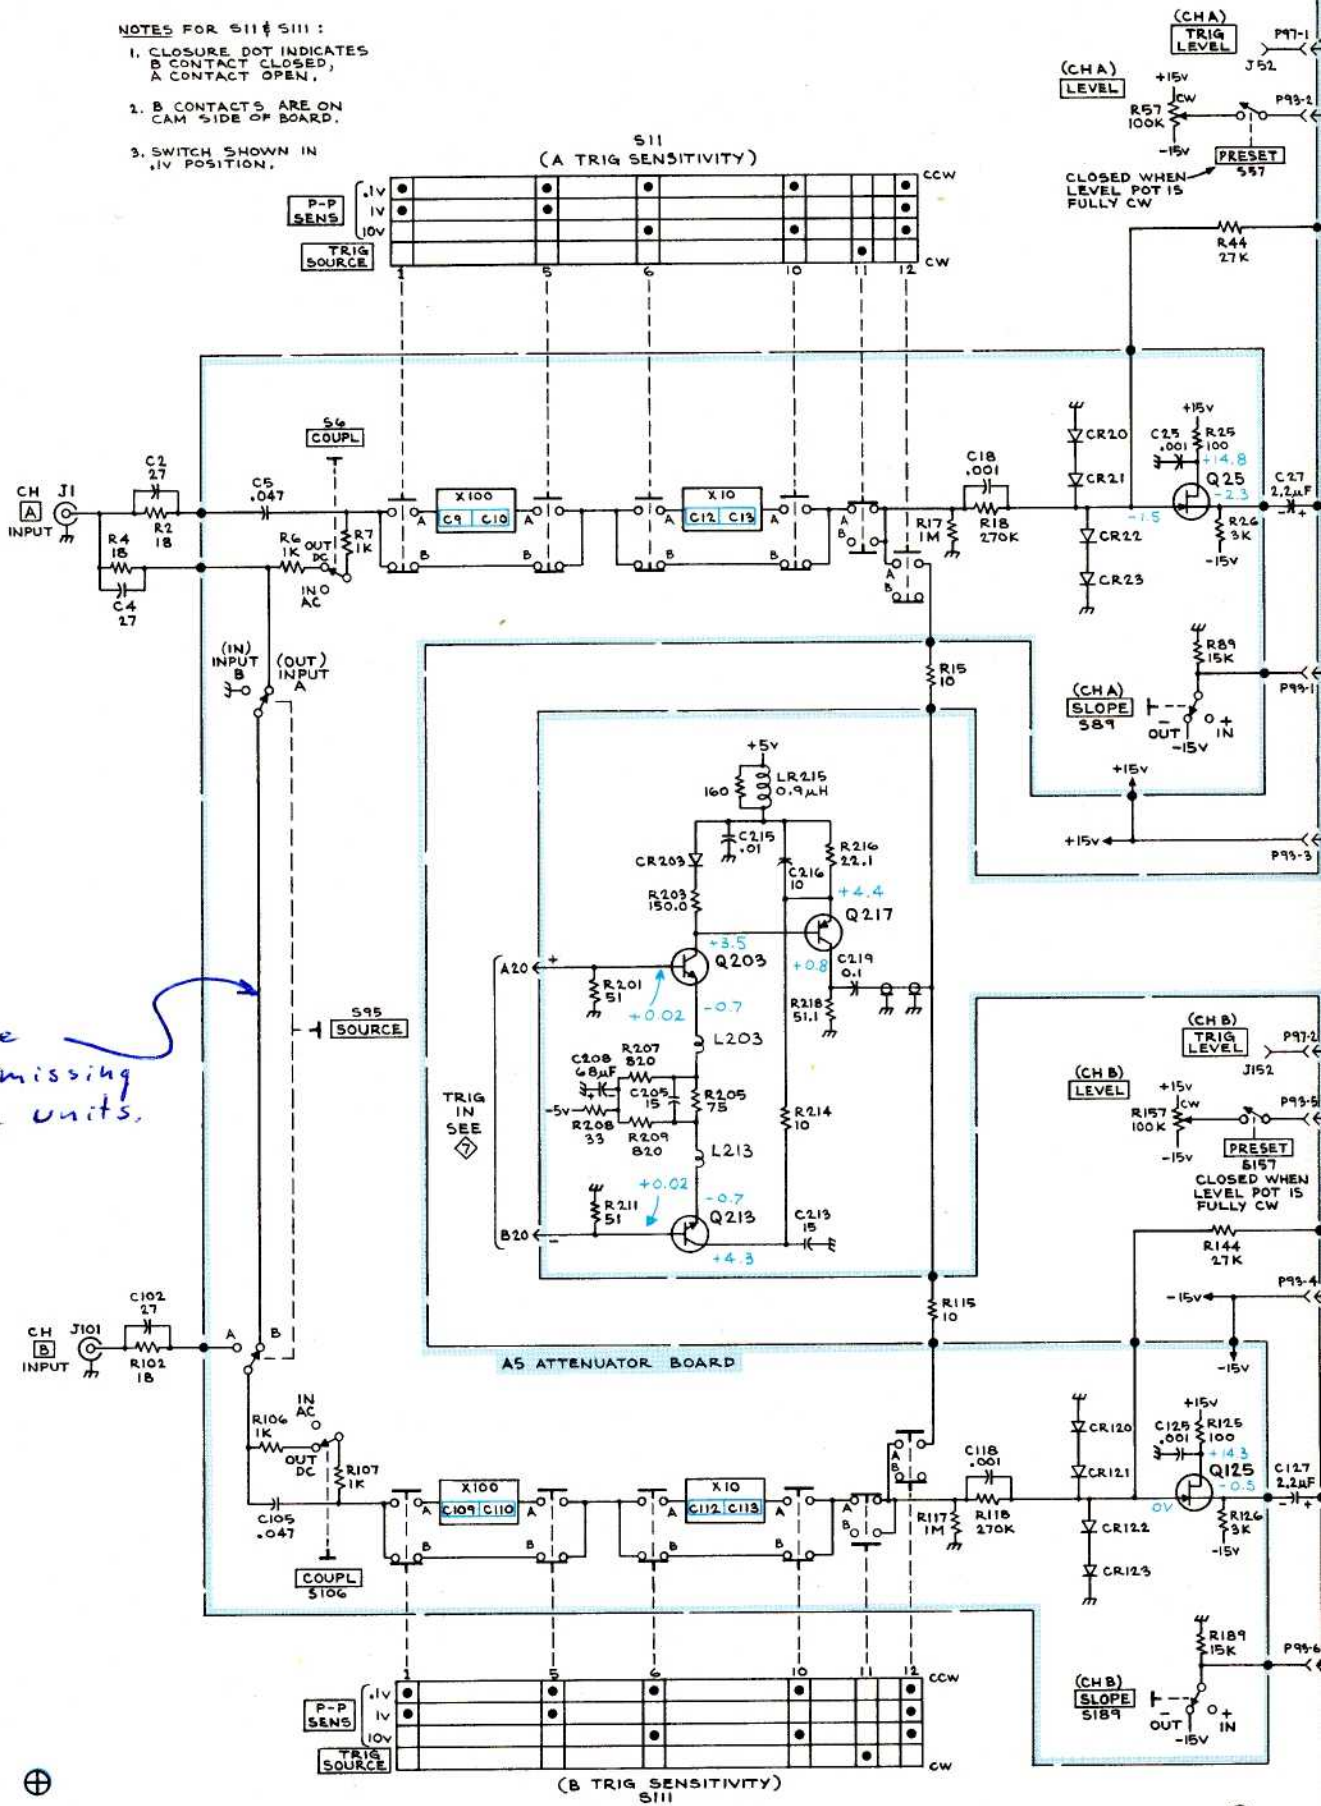 NOTES FOR S11 & S111 :
1. CLOSURE DOT INDICATES
B CONTACT CLOSED,
A CONTACT OPEN.
2. B CONTACTS ARE ON
CAM SIDE OF BOARD.
3. SWITCH SHOWN IN
.1V POSITION.
S11
(A TRIG SENSITIVITY)
P-P
SENS
.1V
1V
10V
TRIG
SOURCE
CCW
CW
1 5 6 10 11 12
(CH A)
TRIG
LEVEL
P97-1
J52
(CH A)
LEVEL
+15V
CW
R57
100K
-15V
P93-2
PRESET
S57
CLOSED WHEN
LEVEL POT IS
FULLY CW
R44
27K
S6
COUPL
CH
A
INPUT
J1
C2
27
R2
18
R4
18
C4
27
C5
.047
R6
1K
OUT
DC
IN
AC
R7
1K
A
B
X100
C9 C10
A
B
A
B
X10
C12 C13
A
B
A
B
A
B
R17
1M
C18
.001
R18
270K
CR20
CR21
CR22
CR23
+15V
C25
.001
R25
100
+14.8
Q25
-2.3
-1.5
C27
2.2µF
- +
R26
3K
-15V
(IN)
INPUT
B
(OUT)
INPUT
A
R15
10
R89
15K
P93-1
(CH A)
SLOPE
S89
-
OUT
+
IN
-15V
+15V
+15V
P93-3
+5V
160
LR215
0.9µH
CR203
C215
.01
R203
150.0
C216
10
R216
22.1
+4.4
Q217
+3.5
Q203
+0.8
C219
0.1
A20
+
R201
51
+0.02
-0.7
R218
51.1
L203
C208
68µF
+ -
R207
820
C205
15
R205
75
-5V
R208
33
R209
820
R214
10
L213
+0.02
-0.7
R211
51
Q213
C213
15
B20
-
+4.3
TRIG
IN
SEE
7
S95
SOURCE
missing
units.
(CH B)
TRIG
LEVEL
P97-2
J152
(CH B)
LEVEL
+15V
CW
R157
100K
-15V
P93-5
PRESET
S157
CLOSED WHEN
LEVEL POT IS
FULLY CW
R144
27K
P93-4
-15V
-15V
R115
10
A5 ATTENUATOR BOARD
CH
B
INPUT
J101
C102
27
R102
18
A
B
R106
1K
IN
AC
OUT
DC
R107
1K
C105
.047
COUPL
S106
A
B
X100
C109 C110
A
B
A
B
X10
C112 C113
A
B
A
B
A
B
R117
1M
C118
.001
R118
270K
CR120
CR121
CR122
CR123
+15V
C125
.001
R125
100
+14.3
Q125
-0.5
0V
C127
2.2µF
- +
R126
3K
-15V
R189
15K
P93-6
(CH B)
SLOPE
S189
-
OUT
+
IN
-15V
1 5 6 10 11 12
P-P
SENS
.1V
1V
10V
TRIG
SOURCE
CCW
CW
(B TRIG SENSITIVITY)
S111